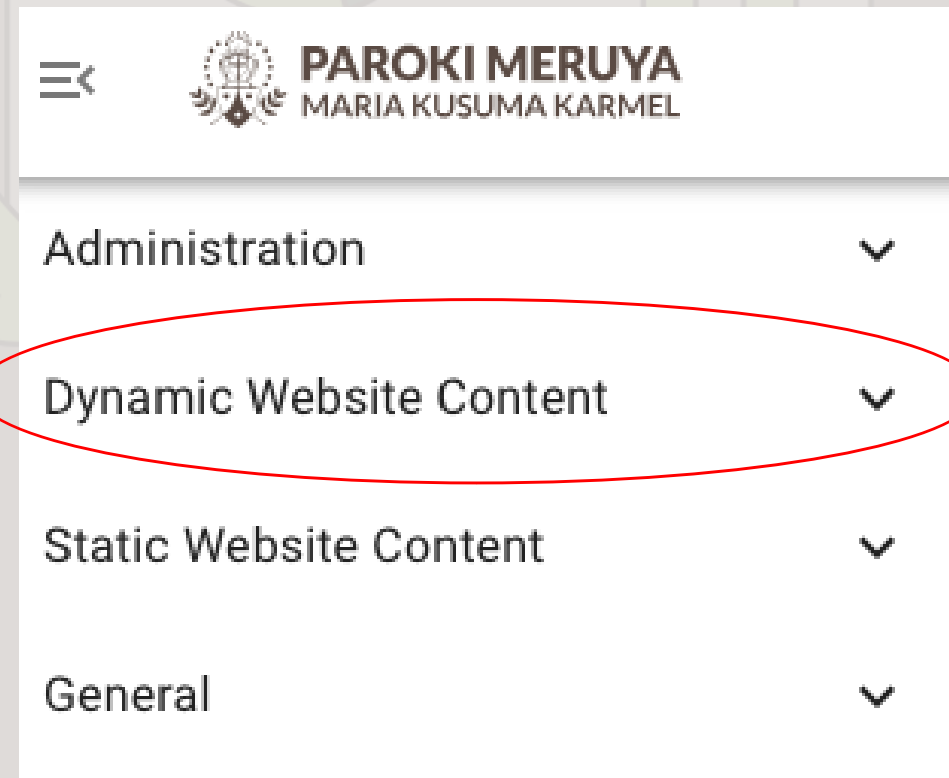 PAROKI MERUYA
MARIA KUSUMA KARMEL
Administration
Dynamic Website Content
Static Website Content
General